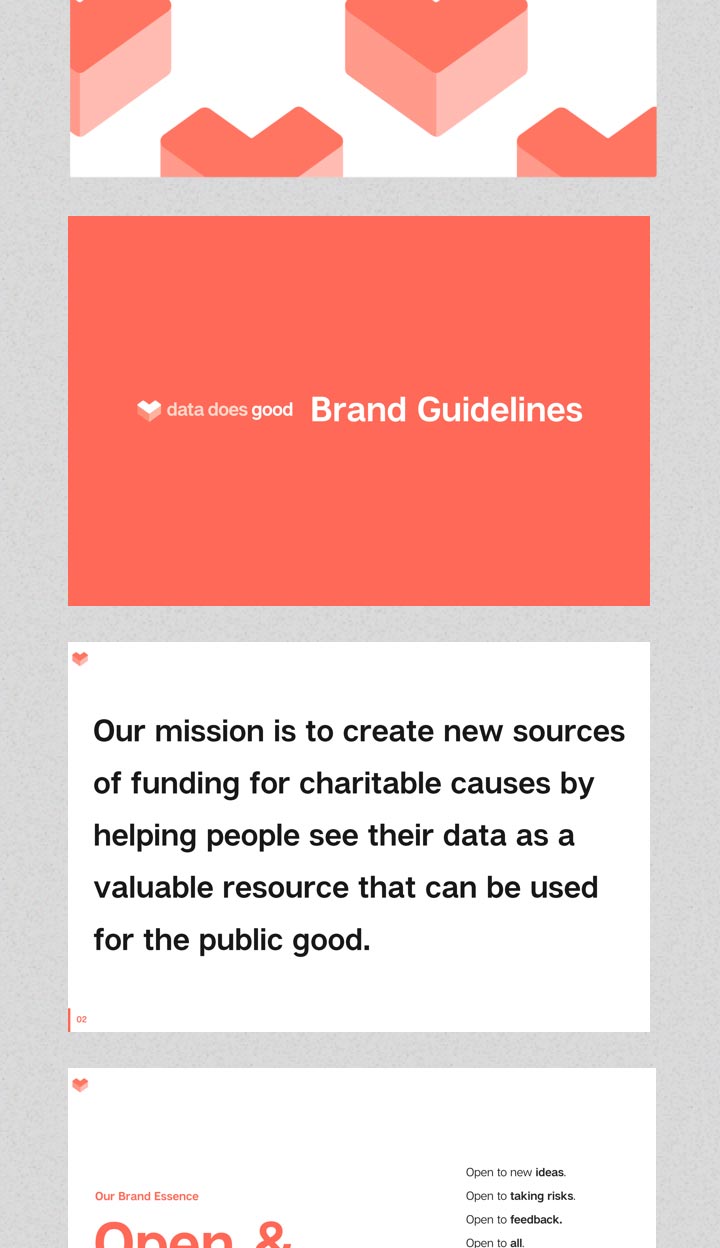 data does good Brand Guidelines
Our mission is to create new sources
of funding for charitable causes by
helping people see their data as a
valuable resource that can be used
for the public good.
02
Our Brand Essence
Open &
Open to new ideas.
Open to taking risks.
Open to feedback.
Open to all.